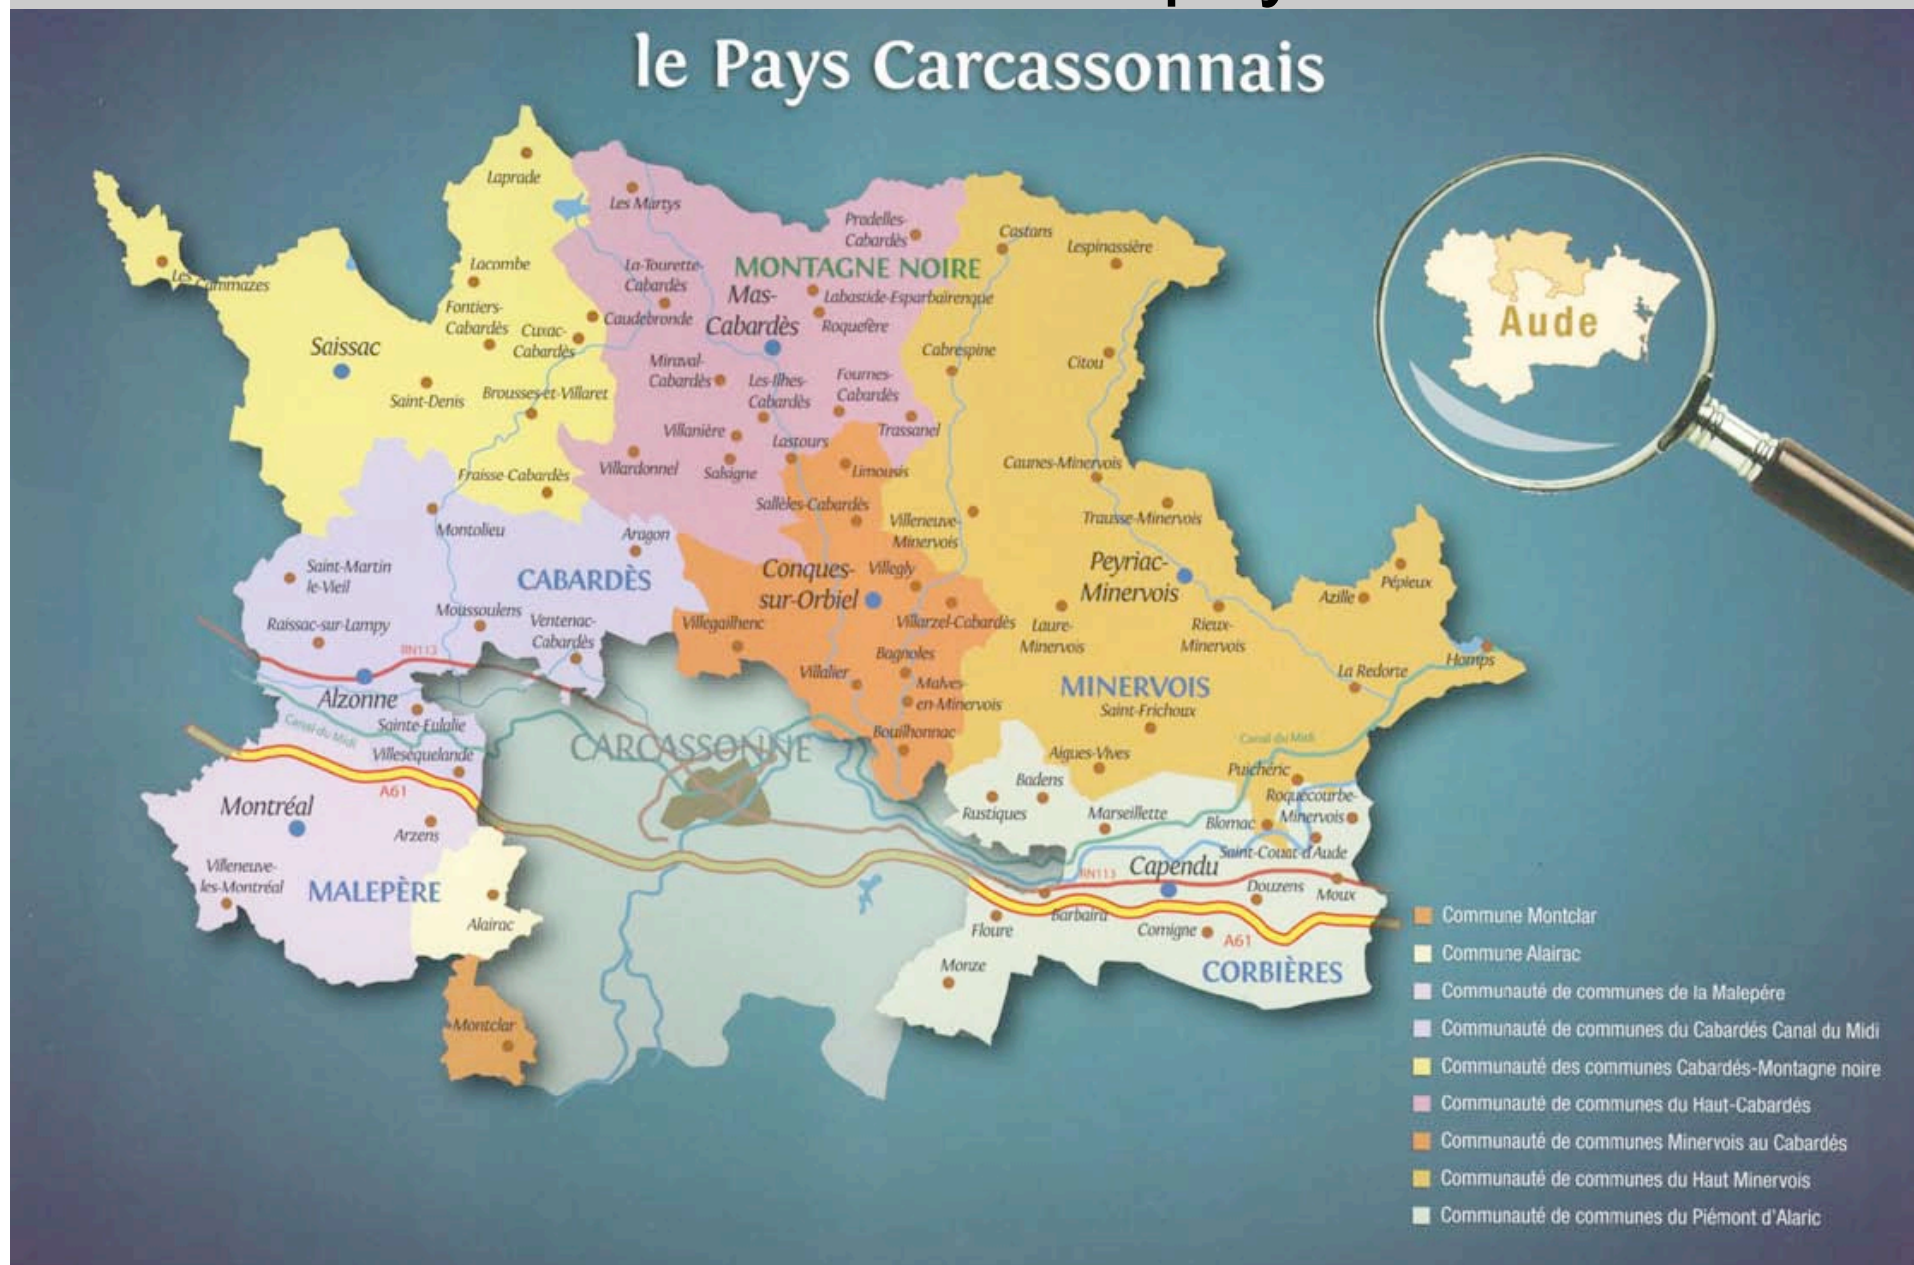 le Pays Carcassonnais
Laprade
Les Martys
Pradelles-
Cabardès
Castans
Lespinassière
Les Cammazes
Lacombe
La-Tourette-
Cabardès
MONTAGNE NOIRE
Mas-
Cabardès
Labastide-Esparbairenque
Fontiers-
Cabardès
Cuxac-
Cabardès
Caudebronde
Roquefère
Aude
Saissac
Miraval-
Cabardès
Les-Ilhes-
Cabardès
Fournes-
Cabardès
Cabrespine
Citou
Saint-Denis
Brousses-et-Villaret
Villanière
Lastours
Trassanel
Fraisse-Cabardès
Villardonnel
Salsigne
Limousis
Caunes-Minervois
Sallèles-Cabardès
Villeneuve-
Minervois
Trausse-Minervois
Montolieu
Aragon
Saint-Martin
le-Vieil
CABARDÈS
Conques-
sur-Orbiel
Villegly
Peyriac-
Minervois
Azille
Pépieux
Raissac-sur-Lampy
Moussoulens
Ventenac-
Cabardès
Villegailhenc
Villarzel-Cabardès
Laure-
Minervois
Rieux-
Minervois
RN113
Bagnoles
Homps
Alzonne
Villalier
Malves-
en-Minervois
MINERVOIS
La Redorte
Canal du Midi
Sainte-Eulalie
Saint-Frichoux
Villesèquelande
CARCASSONNE
Bouilhonnac
Aigues-Vives
Canal du Midi
Puichéric
A61
Montréal
Arzens
Badens
Rustiques
Marseillette
Blomac
Roquecourbe-
Minervois
Saint-Couat-d'Aude
Villeneuve-
les-Montréal
MALEPÈRE
Alairac
Capendu
RN113
Douzens
Moux
Floure
Barbaira
Comigne
A61
Monze
CORBIÈRES
Montclar
Commune Montclar
Commune Alairac
Communauté de communes de la Malepére
Communauté de communes du Cabardés Canal du Midi
Communauté des communes Cabardés-Montagne noire
Communauté de communes du Haut-Cabardés
Communauté de communes Minervois au Cabardés
Communauté de communes du Haut Minervois
Communauté de communes du Piémont d'Alaric